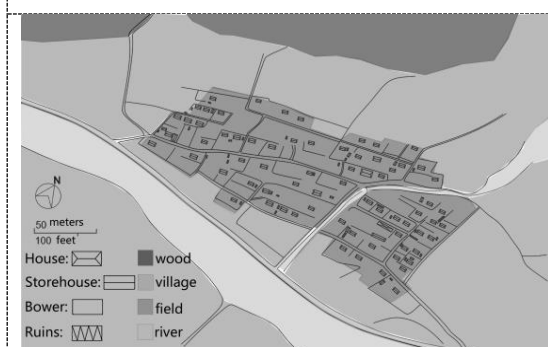 N
50 meters
100 feet
House:
wood
Storehouse:
village
Bower:
field
Ruins:
river